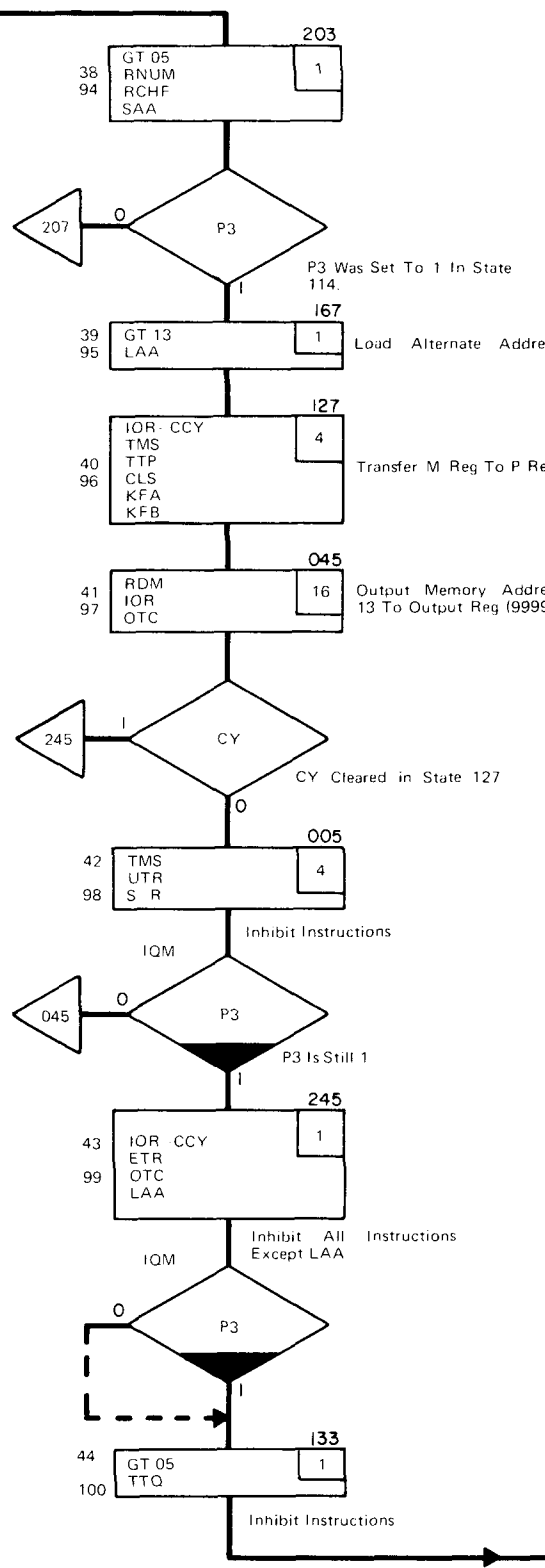 203
GT 05
1
38 RNUM
94 RCHF
SAA
0
207
P3
P3 Was Set To 1 In State
114.
1
167
39 GT 13
1
95 LAA
Load Alternate Addre
127
IOR-CCY
4
TMS
40 TTP
Transfer M Reg To P Re
96 CLS
KFA
KFB
045
41 RDM
16
Output Memory Addre
97 IOR
13 To Output Reg (9999
OTC
1
245
CY
CY Cleared in State 127
0
005
42 TMS
4
UTR
98 S R
Inhibit Instructions
IQM
0
045
P3
P3 Is Still 1
1
245
1
43 IOR-CCY
ETR
99 OTC
LAA
Inhibit All Instructions
Except LAA
IQM
0
P3
1
133
44 GT 05
1
TTQ
100
Inhibit Instructions